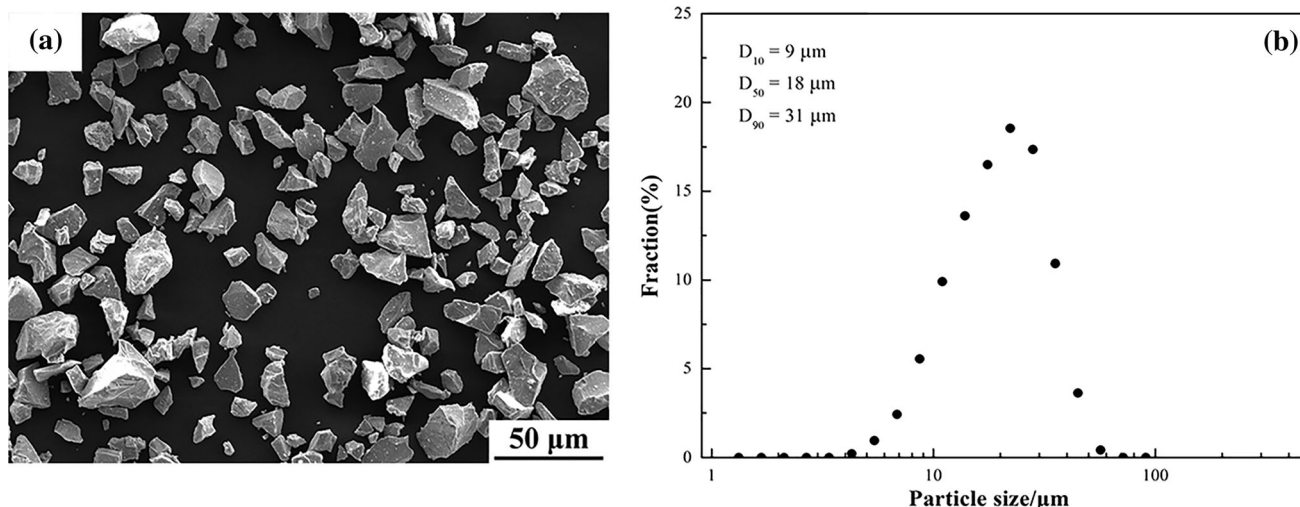 (a)
50 μm
(b)
D10 = 9 μm
D50 = 18 μm
D90 = 31 μm
Fraction(%)
25
20
15
10
5
0
1
10
100
Particle size/μm